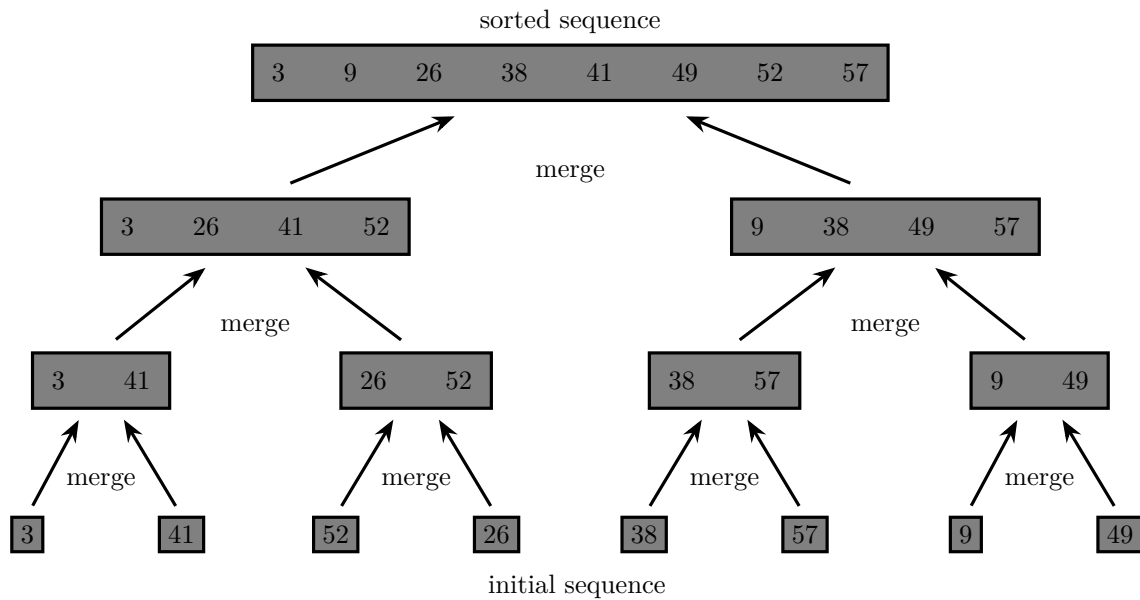 sorted sequence
3 9 26 38 41 49 52 57
merge
3 26 41 52
9 38 49 57
merge
merge
3 41
26 52
38 57
9 49
merge
merge
merge
merge
3
41
52
26
38
57
9
49
initial sequence